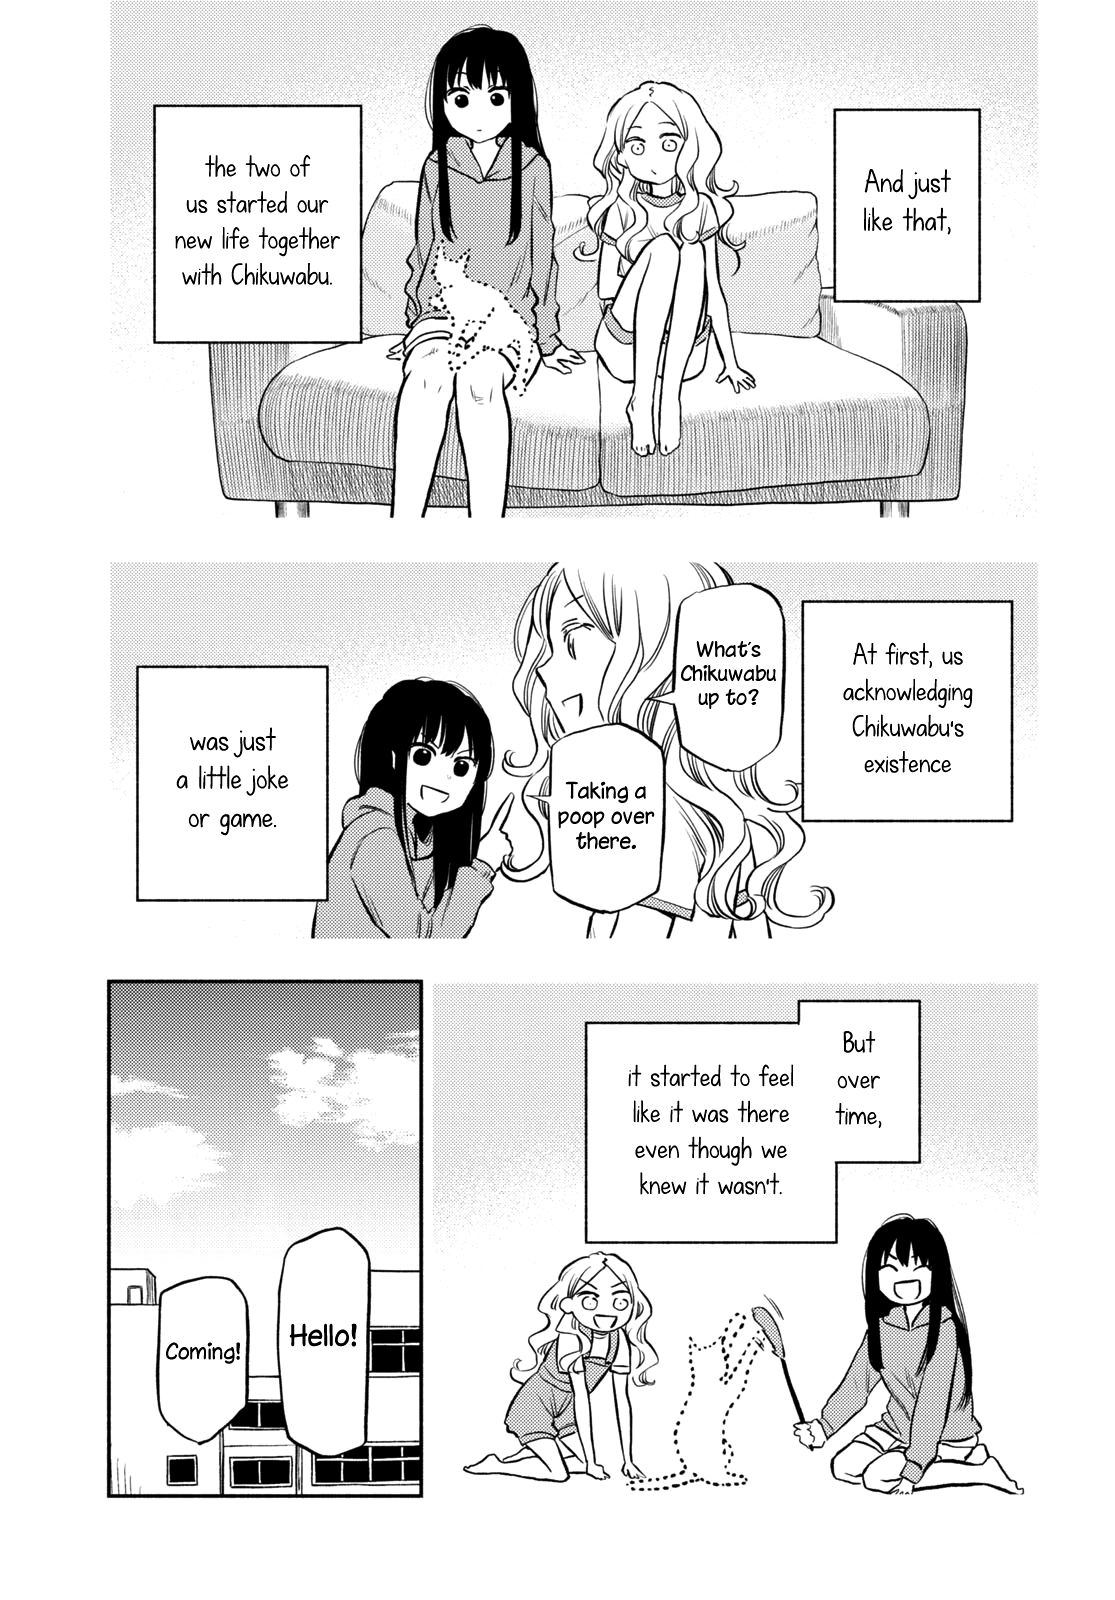 And just
like that,
the two of
us started our
new life together
with Chikuwabu.
At first, us
acknowledging
Chikuwabu's
existence
What's
Chikuwabu
up to?
Taking a
poop over
there.
was just
a little joke
or game.
But
over
time,
it started to feel
like it was there
even though we
knew it wasn't.
Hello!
Coming!